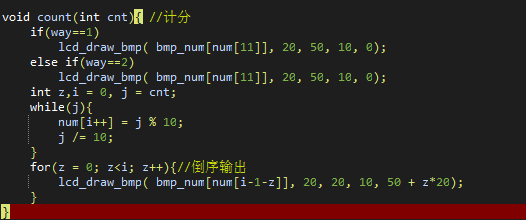 void count(int cnt){ //计分
if(way==1)
lcd_draw_bmp( bmp_num[num[11]], 20, 50, 10, 0);
else if(way==2)
lcd_draw_bmp( bmp_num[num[11]], 20, 50, 10, 0);
int z,i = 0, j = cnt;
while(j){
num[i++] = j % 10;
j /= 10;
}
for(z = 0; z<i; z++){//倒序输出
lcd_draw_bmp( bmp_num[num[i-1-z]], 20, 20, 10, 50 + z*20);
}
}